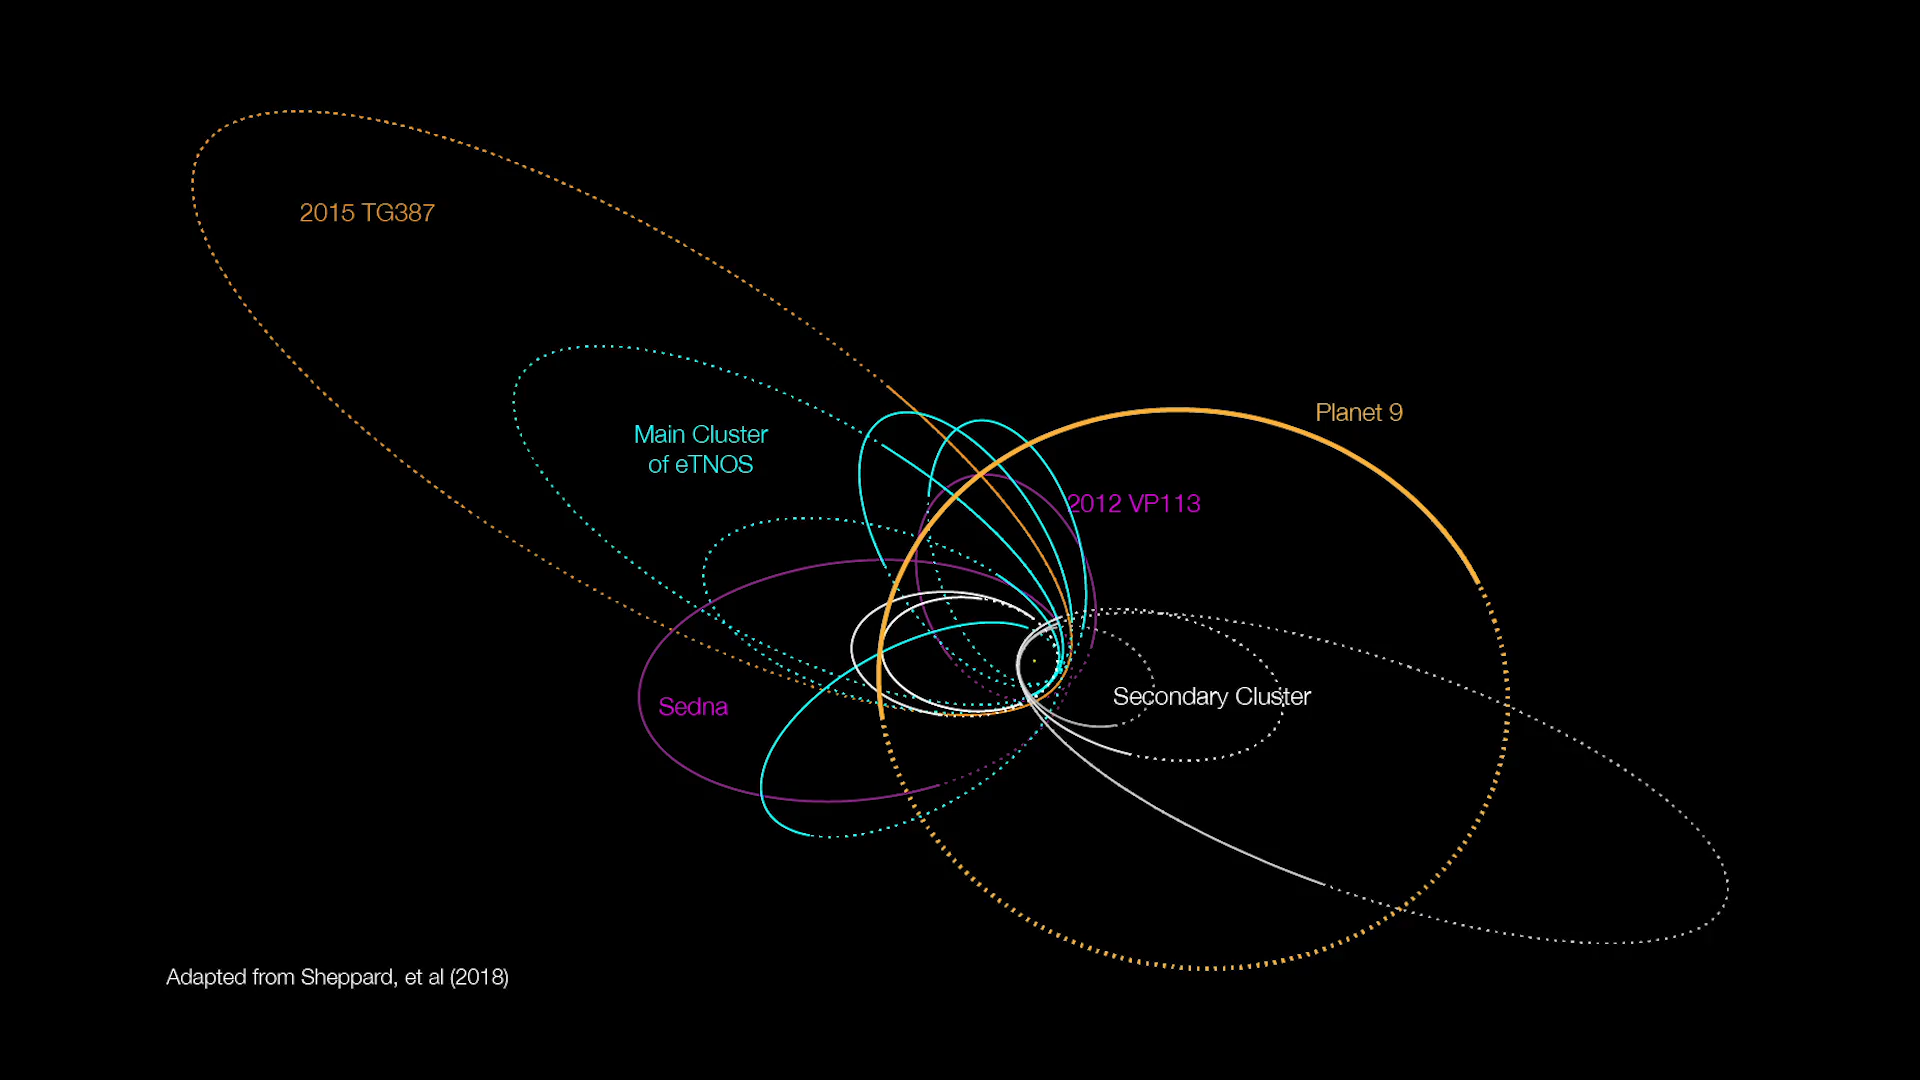 2015 TG387
Planet 9
Main Cluster
of eTNOS
2012 VP113
Secondary Cluster
Sedna
Adapted from Sheppard, et al (2018)